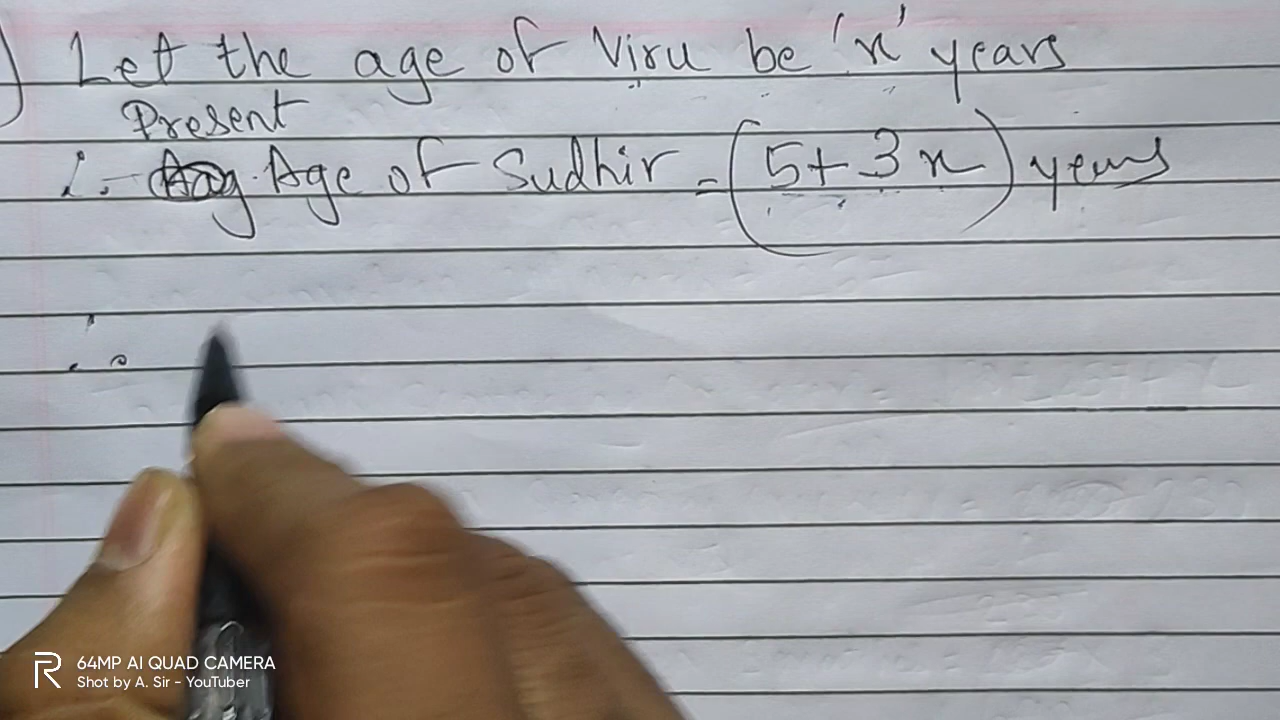 ) Let the age of Viru be 'x' years
Present
∴ Age of Sudhir = (5+3x) years
∴
64MP AI QUAD CAMERA
Shot by A. Sir - YouTuber